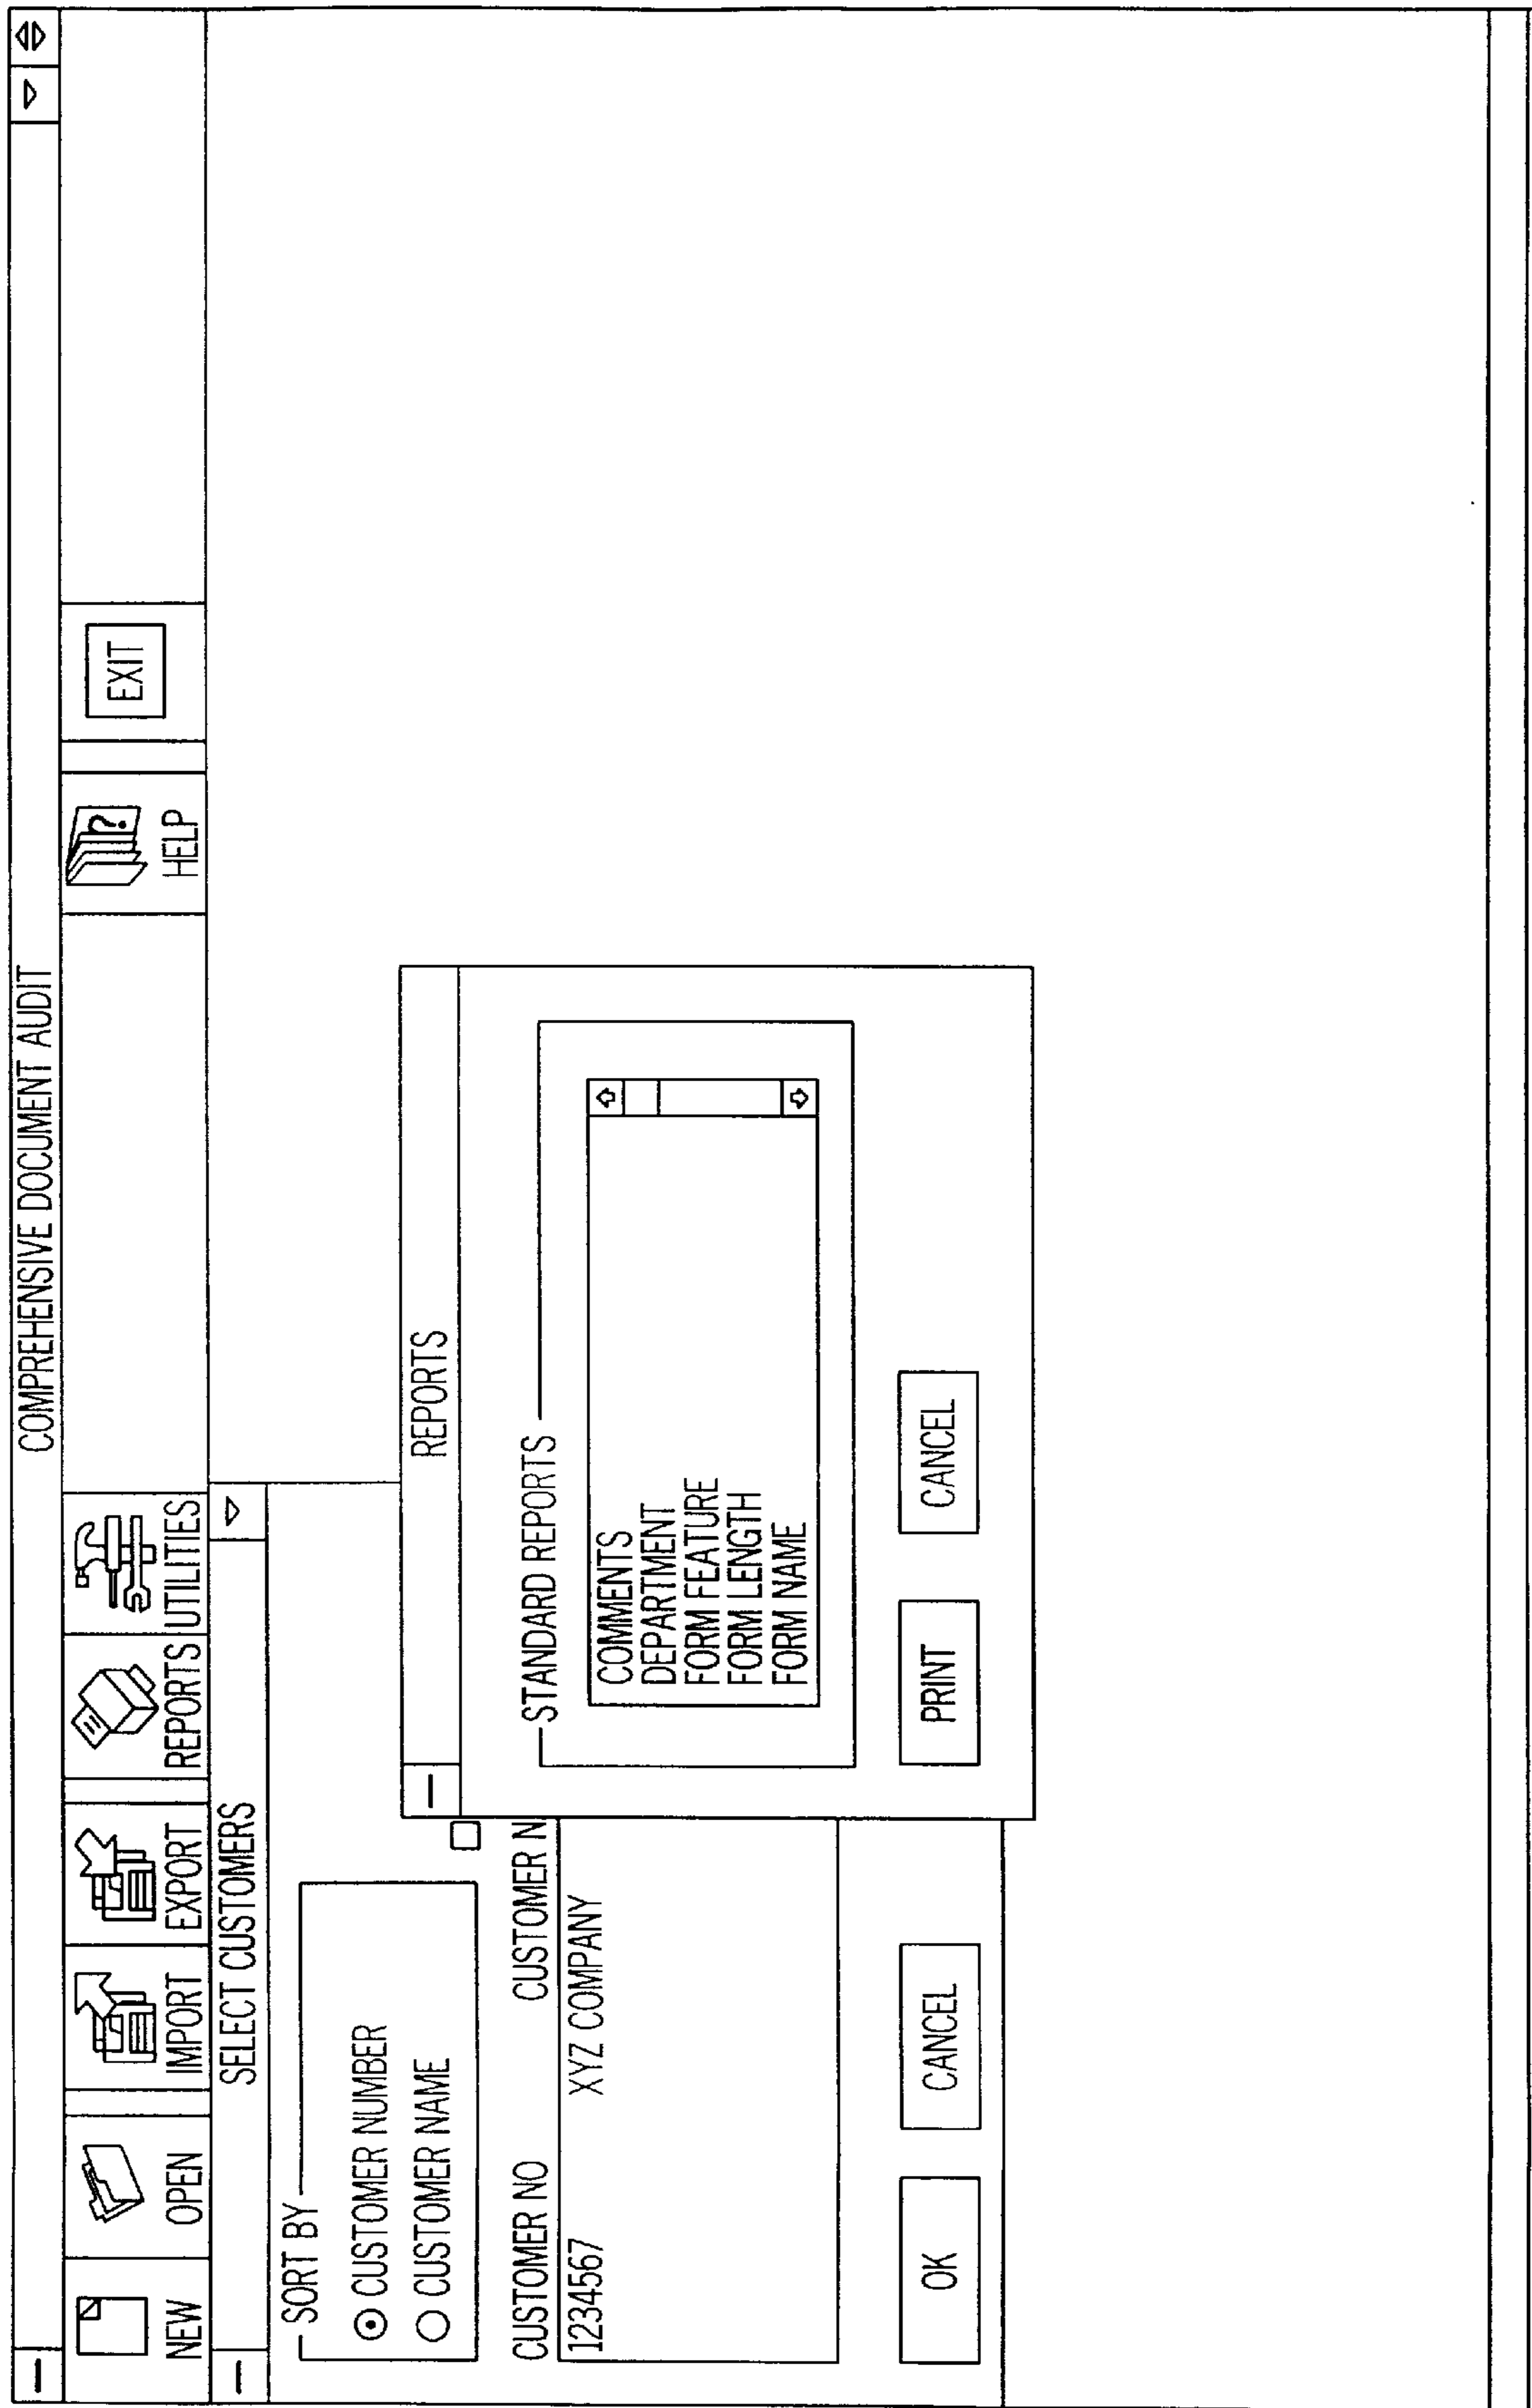 COMPREHENSIVE DOCUMENT AUDIT
NEW OPEN IMPORT EXPORT REPORTS UTILITIES HELP EXIT
SELECT CUSTOMERS
SORT BY
CUSTOMER NUMBER
CUSTOMER NAME
CUSTOMER NO CUSTOMER N
1234567 XYZ COMPANY
OK CANCEL
REPORTS
STANDARD REPORTS
COMMENTS
DEPARTMENT
FORM FEATURE
FORM LENGTH
FORM NAME
PRINT CANCEL